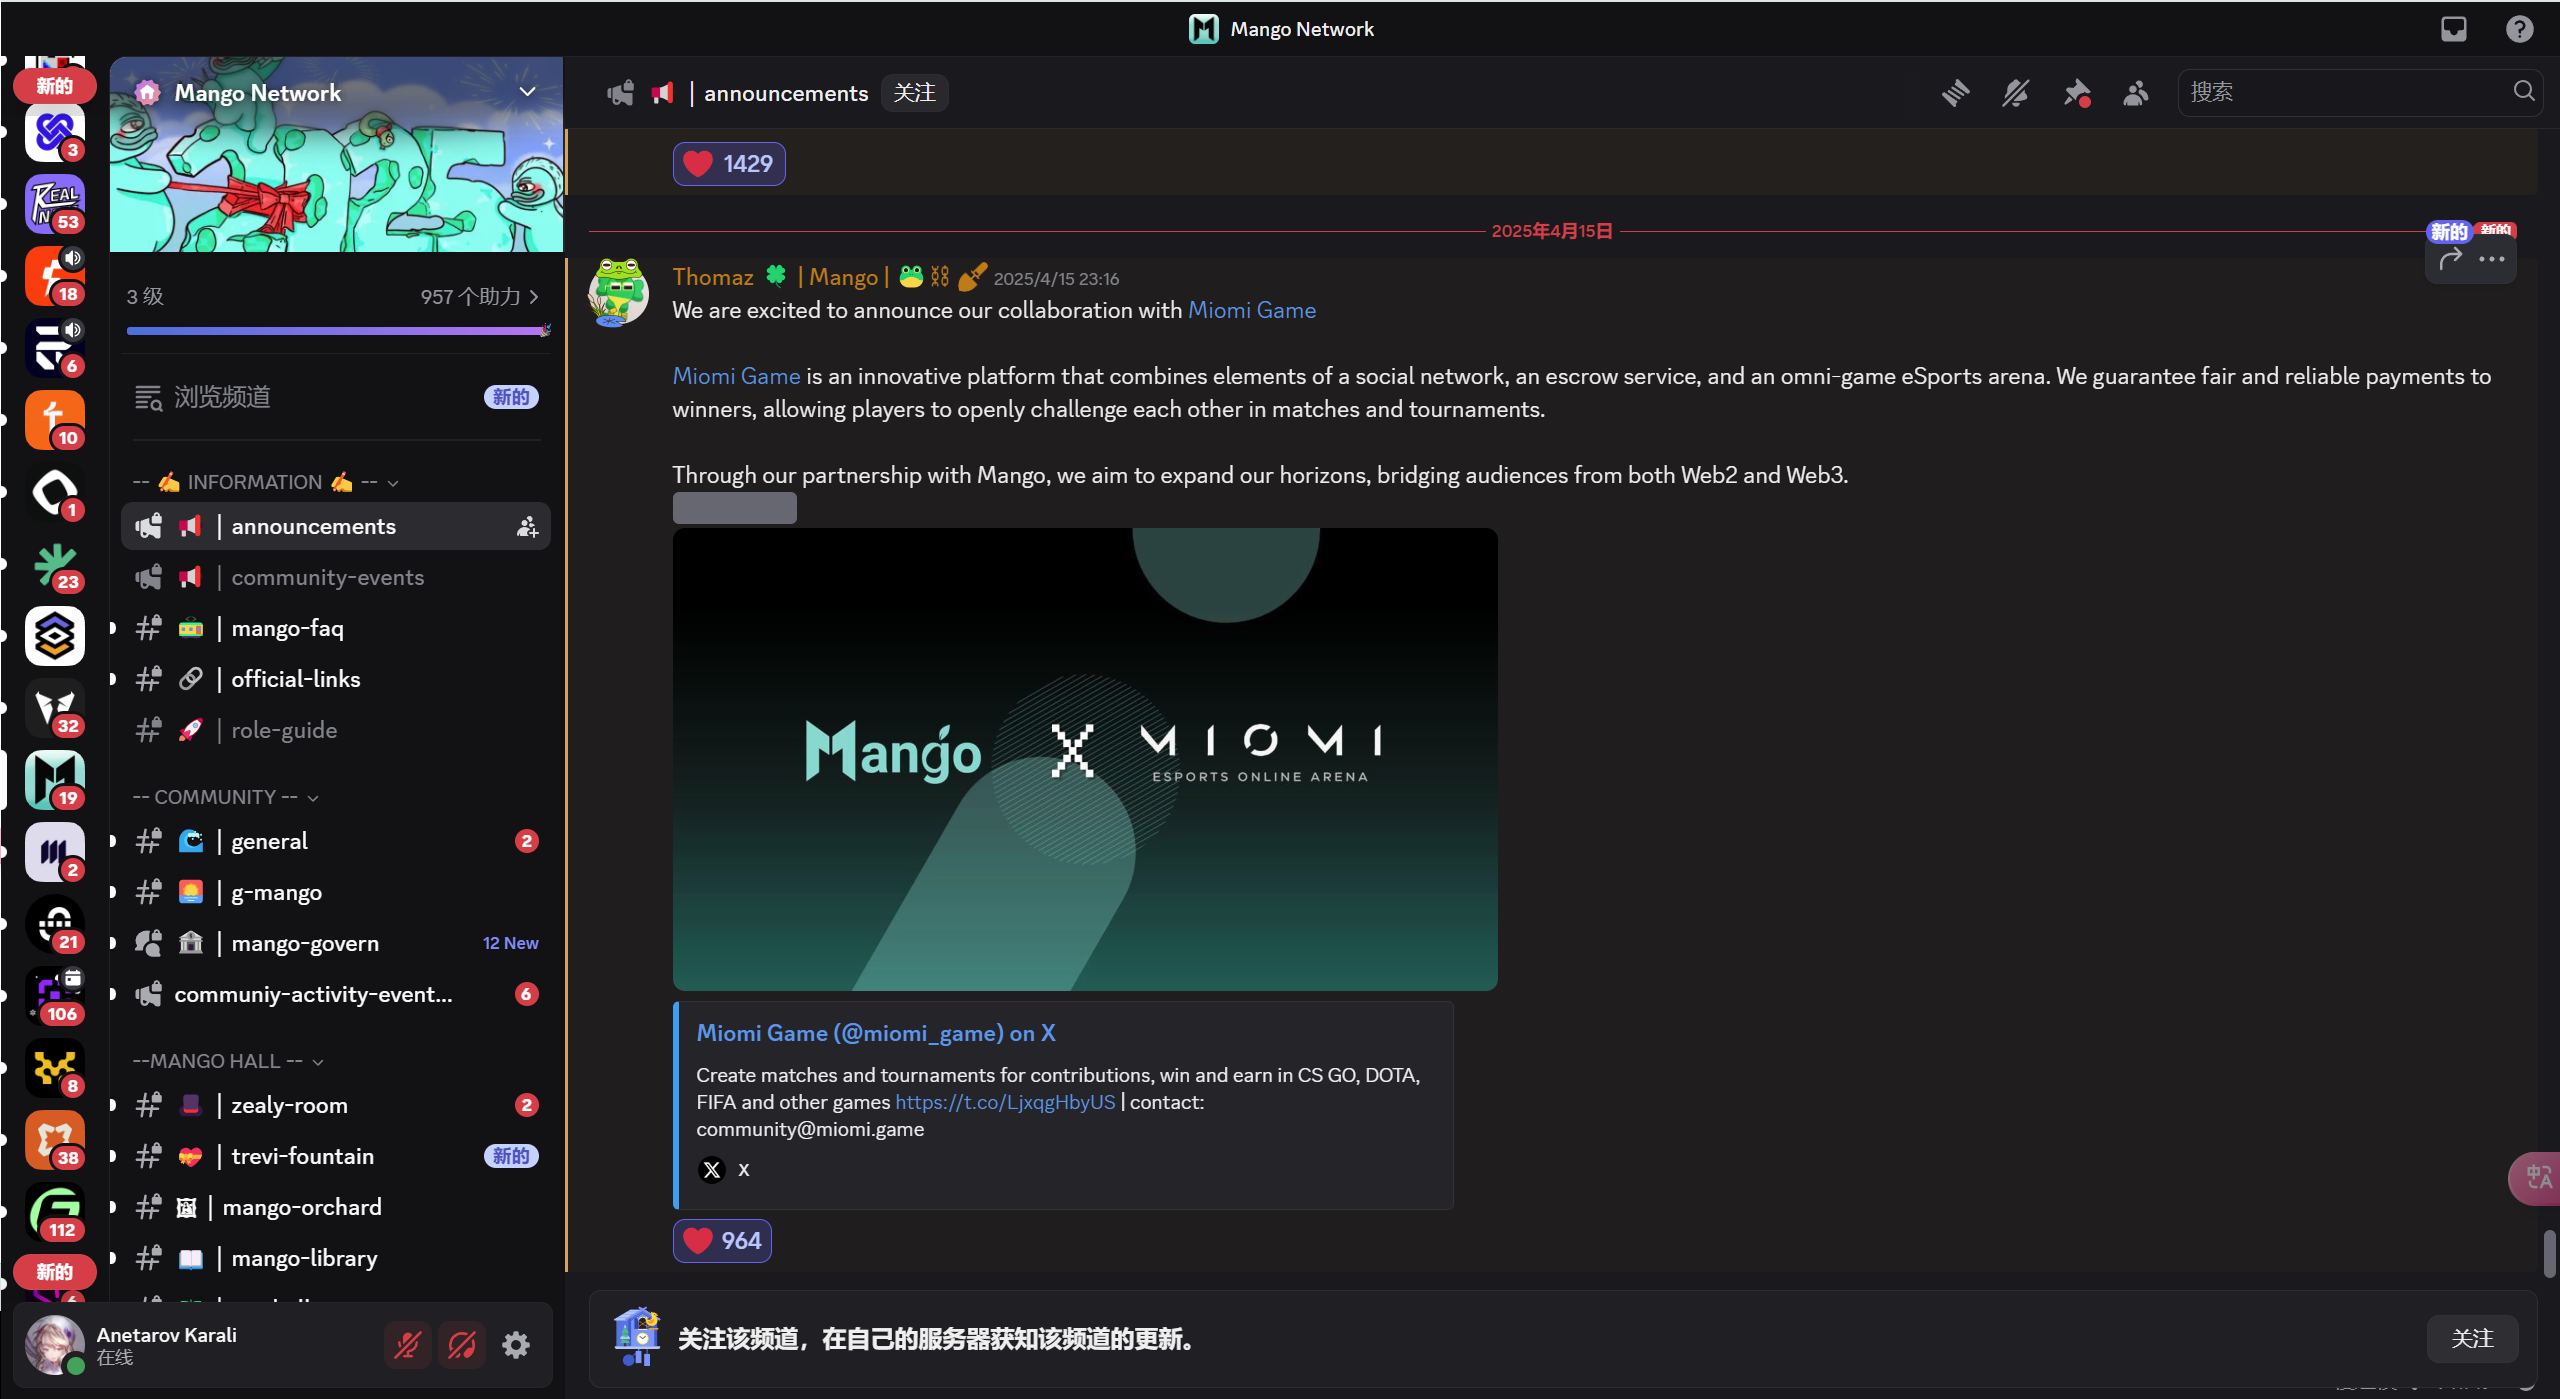 Mango Network
新的
3
REAL
53
18
6
10
1
23
32
19
2
21
106
8
38
112
新的
Mango Network
3 级
957 个助力
浏览频道
新的
-- INFORMATION --
| announcements
| community-events
| mango-faq
| official-links
| role-guide
-- COMMUNITY --
| general
2
| g-mango
| mango-govern
12 New
communiy-activity-event...
6
--MANGO HALL --
| zealy-room
2
| trevi-fountain
新的
| mango-orchard
| mango-library
Anetarov Karali
在线
| announcements
关注
搜索
1429
2025年4月15日
新的
新的
Thomaz | Mango | 2025/4/15 23:16
We are excited to announce our collaboration with Miomi Game
Miomi Game is an innovative platform that combines elements of a social network, an escrow service, and an omni-game eSports arena. We guarantee fair and reliable payments to
winners, allowing players to openly challenge each other in matches and tournaments.
Through our partnership with Mango, we aim to expand our horizons, bridging audiences from both Web2 and Web3.
Mango X MIOMI
ESPORTS ONLINE ARENA
Miomi Game (@miomi_game) on X
Create matches and tournaments for contributions, win and earn in CS GO, DOTA,
FIFA and other games https://t.co/LjxqgHbyUS | contact:
community@miomi.game
X
964
关注该频道，在自己的服务器获知该频道的更新。
关注